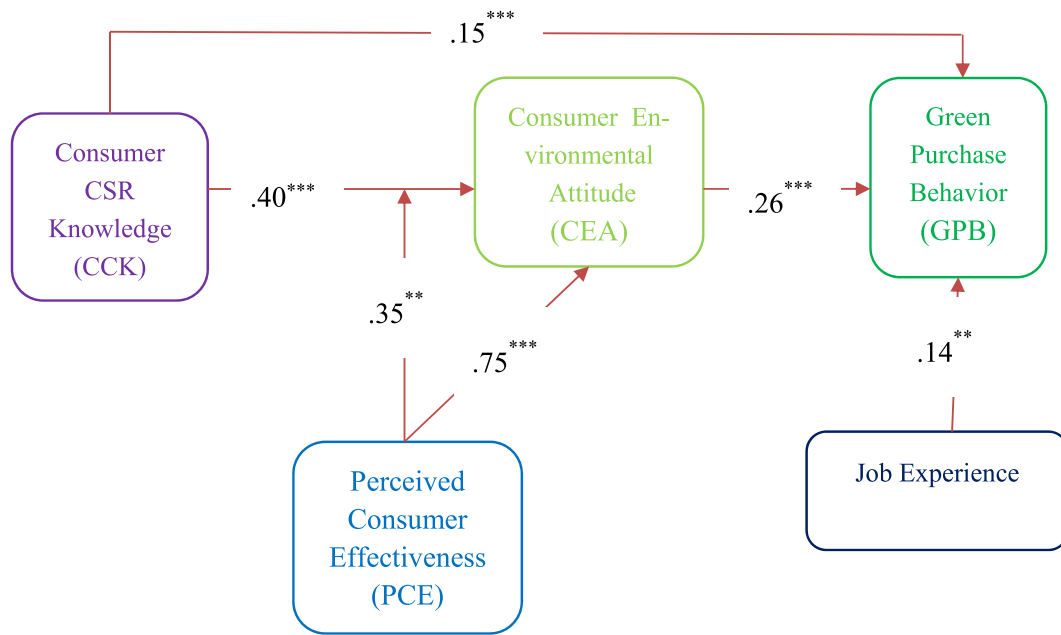 .15***
Consumer
CSR
Knowledge
(CCK)
.40***
Consumer En-
vironmental
Attitude
(CEA)
.26***
Green
Purchase
Behavior
(GPB)
.35**
.75***
.14**
Perceived
Consumer
Effectiveness
(PCE)
Job Experience